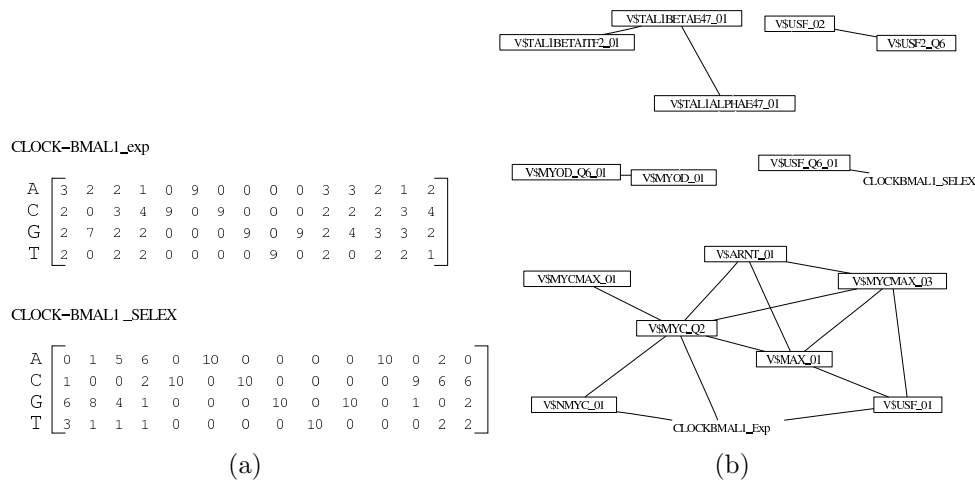 CLOCK-BMAL1_exp
A 3 2 2 1 0 9 0 0 0 0 3 3 2 1 2
C 2 0 3 4 9 0 9 0 0 0 2 2 2 3 4
G 2 7 2 2 0 0 0 9 0 9 2 4 3 3 2
T 2 0 2 2 0 0 0 0 9 0 2 0 2 2 1
CLOCK-BMAL1_SELEX
A 0 1 5 6 0 10 0 0 0 0 10 0 2 0
C 1 0 0 2 10 0 10 0 0 0 0 9 6 6
G 6 8 4 1 0 0 0 10 0 10 0 1 0 2
T 3 1 1 1 0 0 0 0 10 0 0 0 2 2
(a)
V$TAL1BETAE47_01
V$USF_02
V$TAL1BETAITF2_01
V$USF2_Q6
V$TAL1ALPHAE47_01
V$MYOD_Q6_01
V$MYOD_01
V$USF_Q6_01
CLOCKBMAL1_SELEX
V$ARNT_01
V$MYCMAX_01
V$MYCMAX_03
V$MYC_Q2
V$MAX_01
V$NMYC_01
V$USF_01
CLOCKBMAL1_Exp
(b)